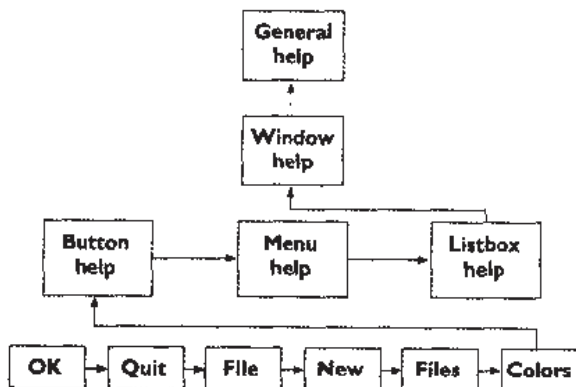 General
help
Window
help
Button
help
Menu
help
Listbox
help
OK
Quit
File
New
Files
Colors